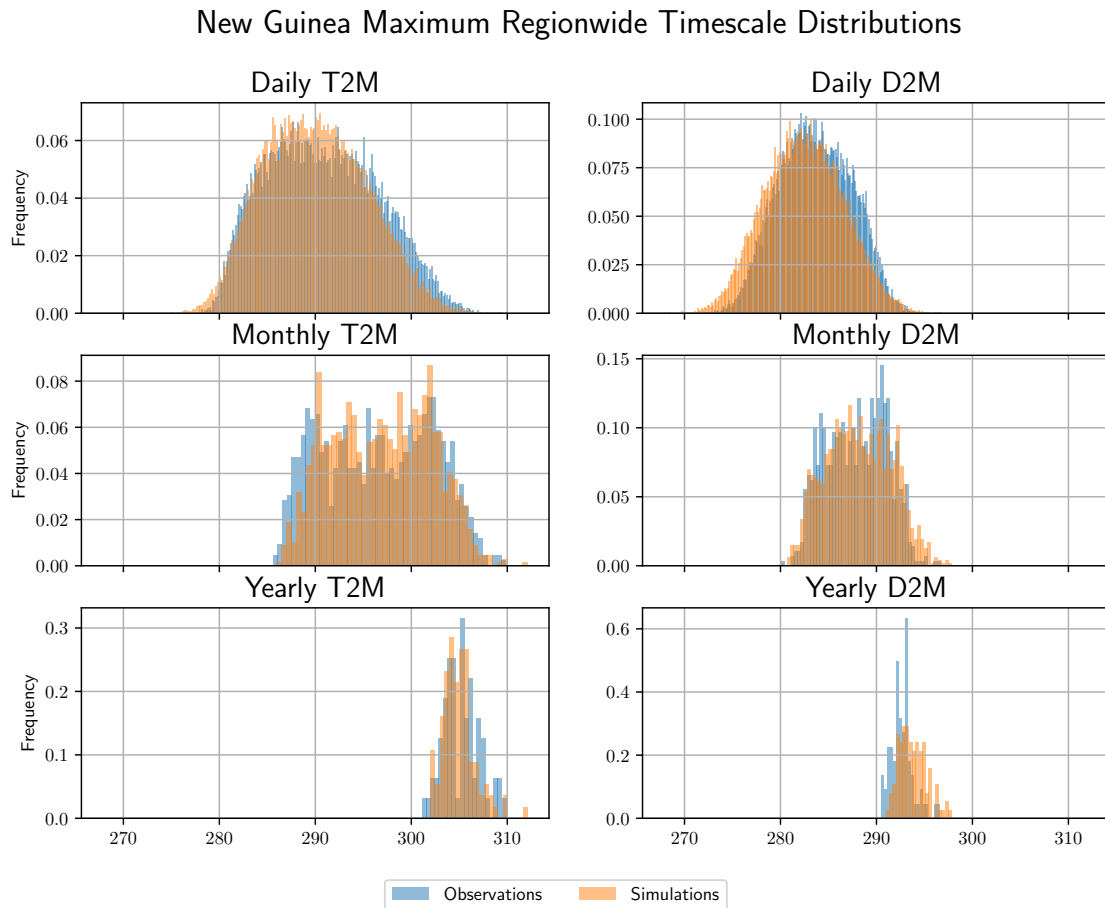 New Guinea Maximum Regionwide Timescale Distributions
Daily T2M
Daily D2M
Frequency
0.06
0.04
0.02
0.00
0.100
0.075
0.050
0.025
0.000
Monthly T2M
Monthly D2M
Frequency
0.08
0.06
0.04
0.02
0.00
0.15
0.10
0.05
0.00
Yearly T2M
Yearly D2M
Frequency
0.3
0.2
0.1
0.0
0.6
0.4
0.2
0.0
270 280 290 300 310
270 280 290 300 310
Observations Simulations